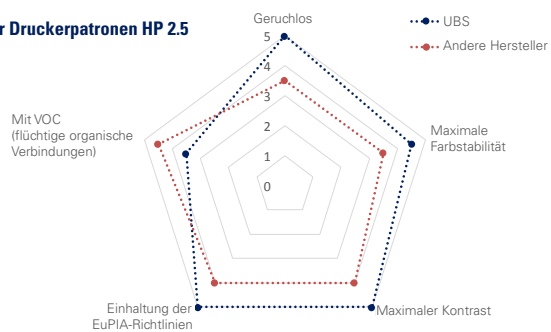 r Druckerpatronen HP 2.5
Geruchlos
UBS
Andere Hersteller
5
4
3
2
1
0
Mit VOC
(flüchtige organische
Verbindungen)
Maximale
Farbstabilität
Einhaltung der
EuPIA-Richtlinien
Maximaler Kontrast